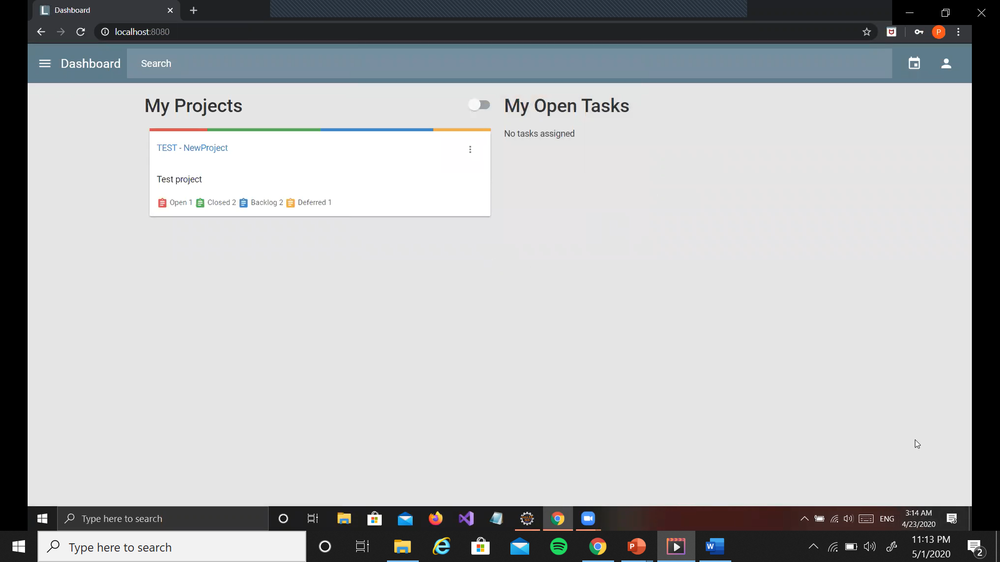 Dashboard
localhost:8080
P
Dashboard
Search
My Projects
My Open Tasks
No tasks assigned
TEST - NewProject
Test project
Open 1 Closed 2 Backlog 2 Deferred 1
Type here to search
ENG
3:14 AM
4/23/2020
Type here to search
11:13 PM
5/1/2020
2